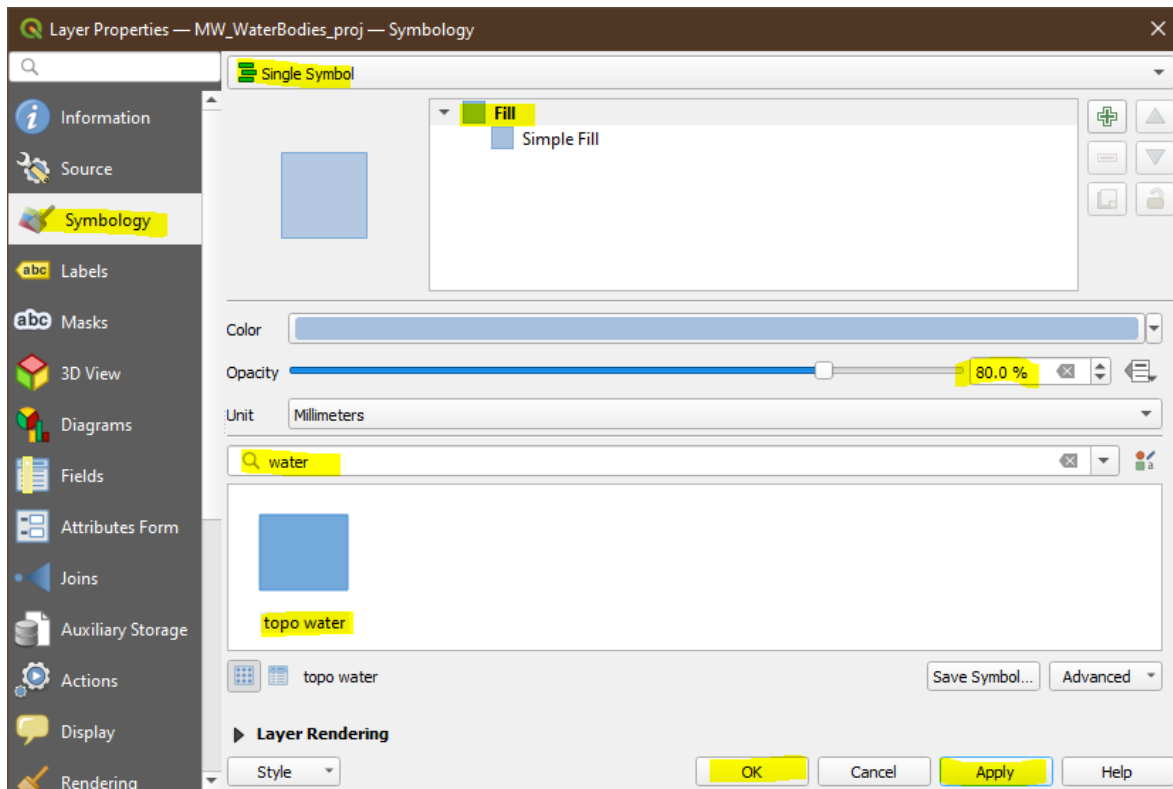 Layer Properties — MW_WaterBodies_proj — Symbology
Single Symbol
Information
Source
Symbology
abc Labels
abc Masks
3D View
Diagrams
Fields
Attributes Form
Joins
Auxiliary Storage
Actions
Display
Rendering
Fill
Simple Fill
Color
Opacity
80.0 %
Unit
Millimeters
water
topo water
topo water
Save Symbol...
Advanced
Layer Rendering
Style
OK
Cancel
Apply
Help